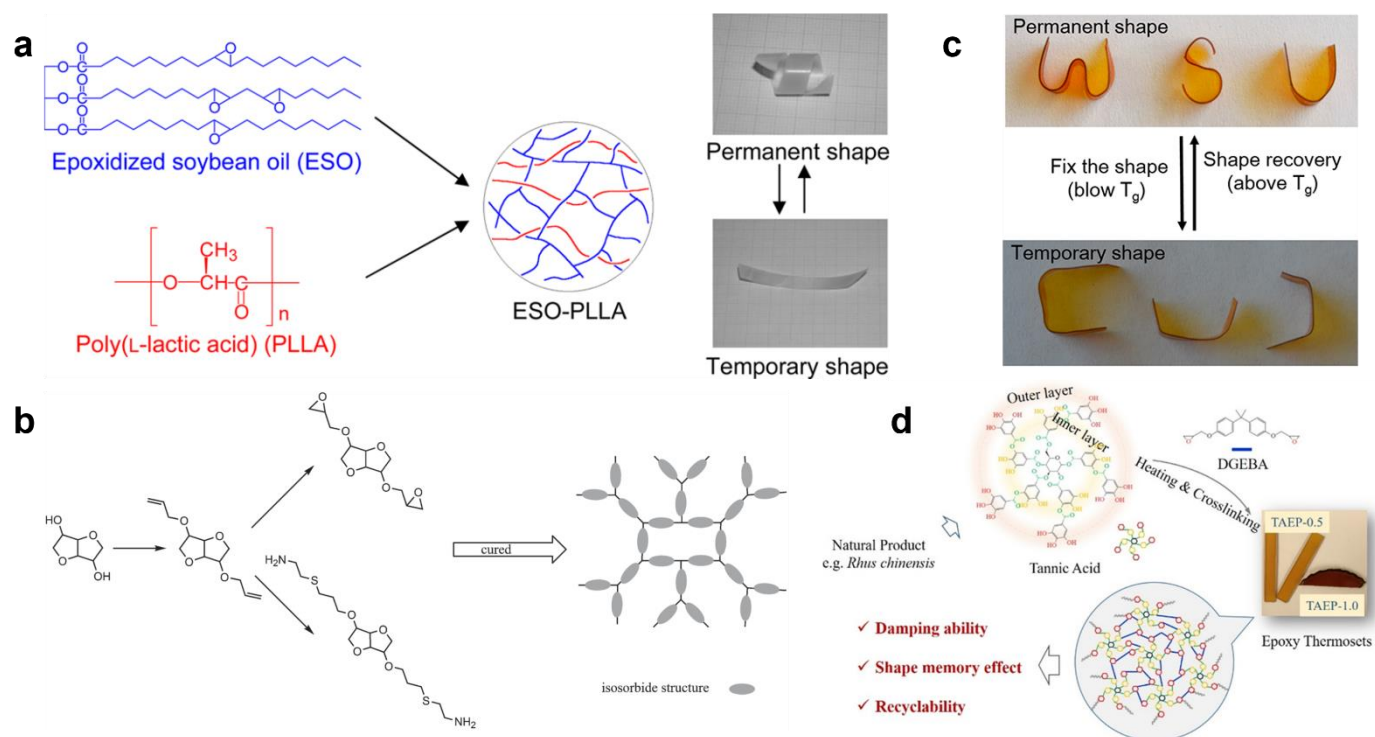 a
O
O C
O
O
O C
O
O
O
O
O C
O
Epoxidized soybean oil (ESO)
CH3
O CH C
O
n
Poly(L-lactic acid) (PLLA)
ESO-PLLA
Permanent shape
Temporary shape
c
Permanent shape
Fix the shape
(blow Tg)
Shape recovery
(above Tg)
Temporary shape
b
HO
O
O
OH
O
O
O
O
O
O
O
O
O
O
H2N
S
O
O
O
O
S
NH2
cured
isosorbide structure
d
Outer layer
Inner layer
DGEBA
Heating & Crosslinking
Natural Product
e.g. Rhus chinensis
Tannic Acid
TAEP-0.5
TAEP-1.0
Epoxy Thermosets
✓ Damping ability
✓ Shape memory effect
✓ Recyclability